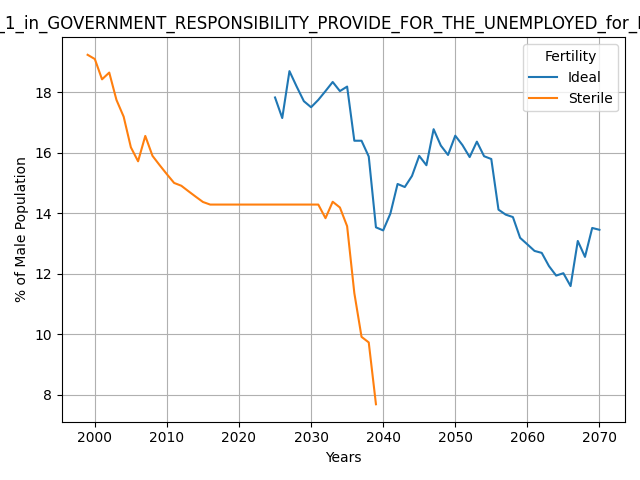 _1_in_GOVERNMENT_RESPONSIBILITY_PROVIDE_FOR_THE_UNEMPLOYED_for_
Fertility
Ideal
Sterile
% of Male Population
18
16
14
12
10
8
2000 2010 2020 2030 2040 2050 2060 2070
Years